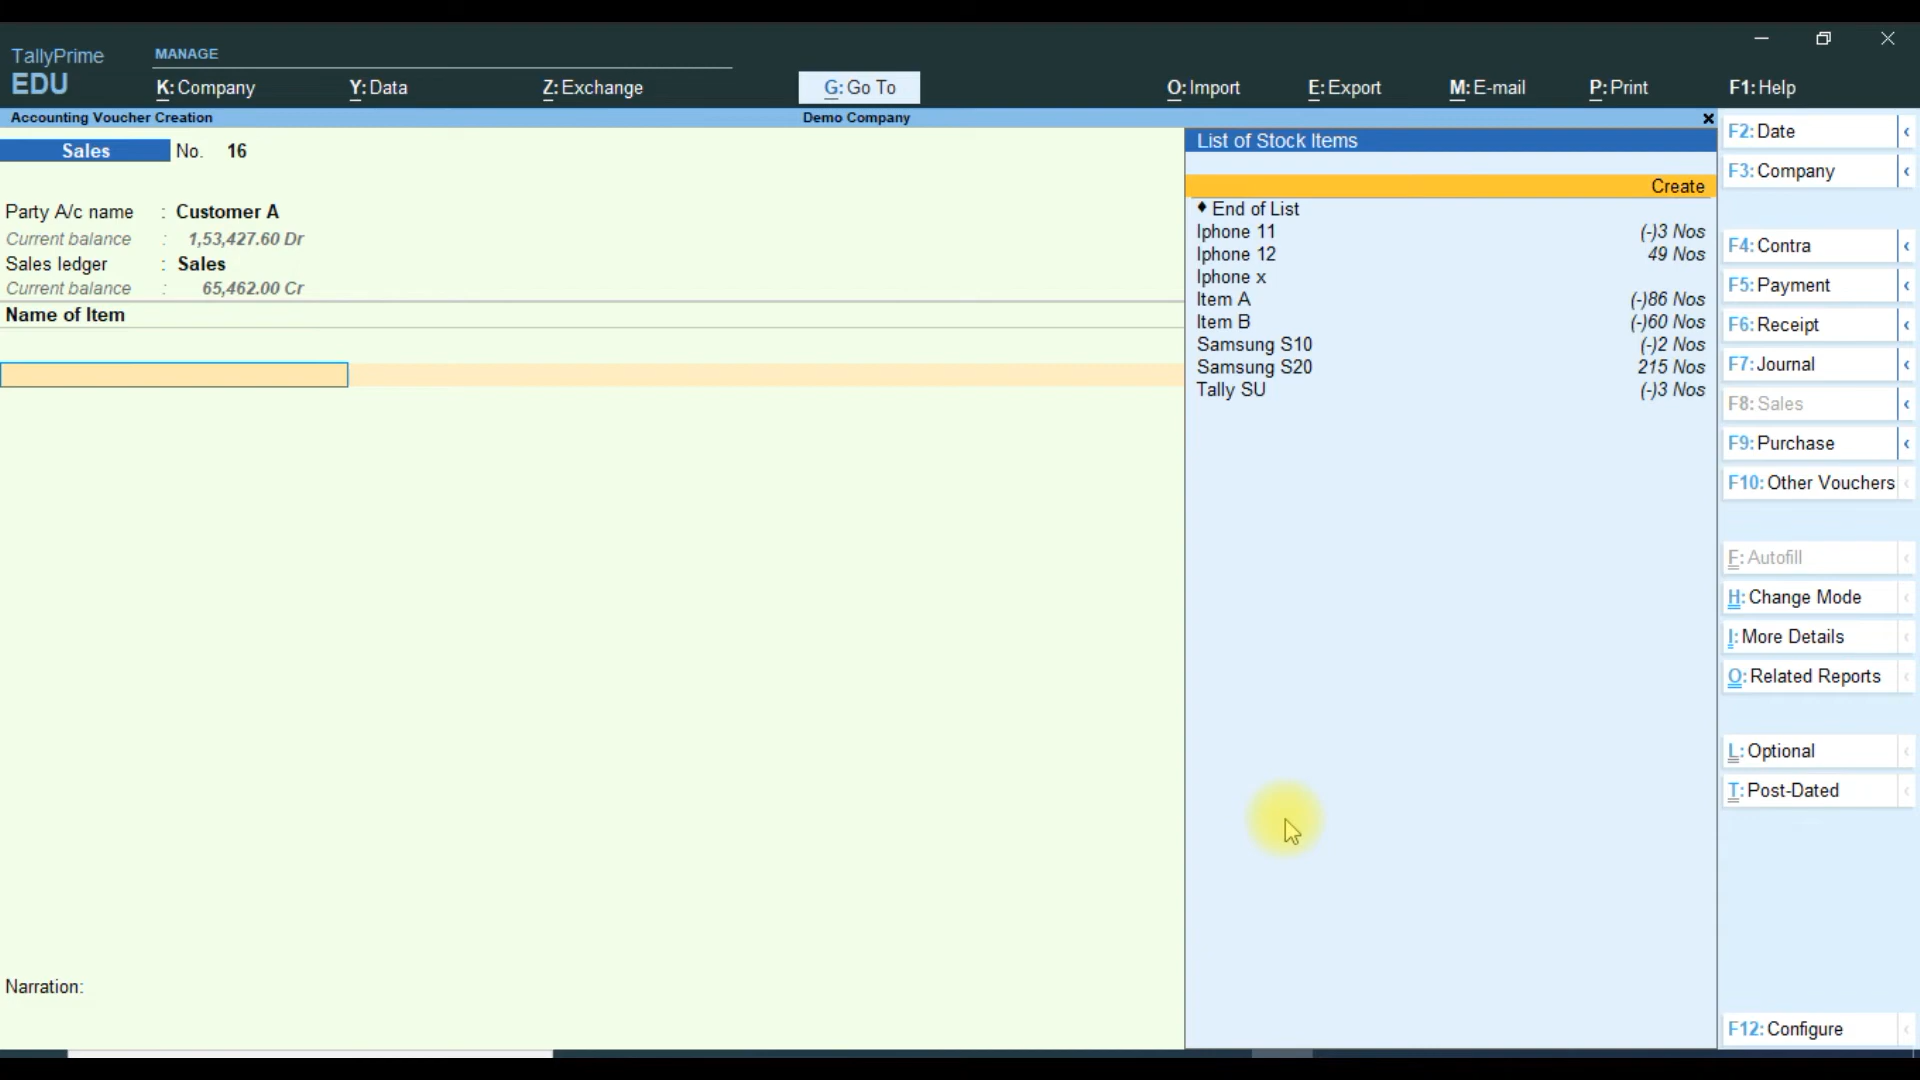 TallyPrime
EDU
MANAGE
K: Company
Y: Data
Z: Exchange
G: Go To
O: Import
E: Export
M: E-mail
P: Print
F1: Help
Accounting Voucher Creation
Demo Company
Sales No. 16
Party A/c name : Customer A
Current balance : 1,53,427.60 Dr
Sales ledger : Sales
Current balance : 65,462.00 Cr
Name of Item
Narration:
List of Stock Items
Create
♦ End of List
Iphone 11 (-)3 Nos
Iphone 12 49 Nos
Iphone x
Item A (-)86 Nos
Item B (-)60 Nos
Samsung S10 (-)2 Nos
Samsung S20 215 Nos
Tally SU (-)3 Nos
F2: Date
F3: Company
F4: Contra
F5: Payment
F6: Receipt
F7: Journal
F8: Sales
F9: Purchase
F10: Other Vouchers
F: Autofill
H: Change Mode
I: More Details
O: Related Reports
L: Optional
T: Post-Dated
F12: Configure